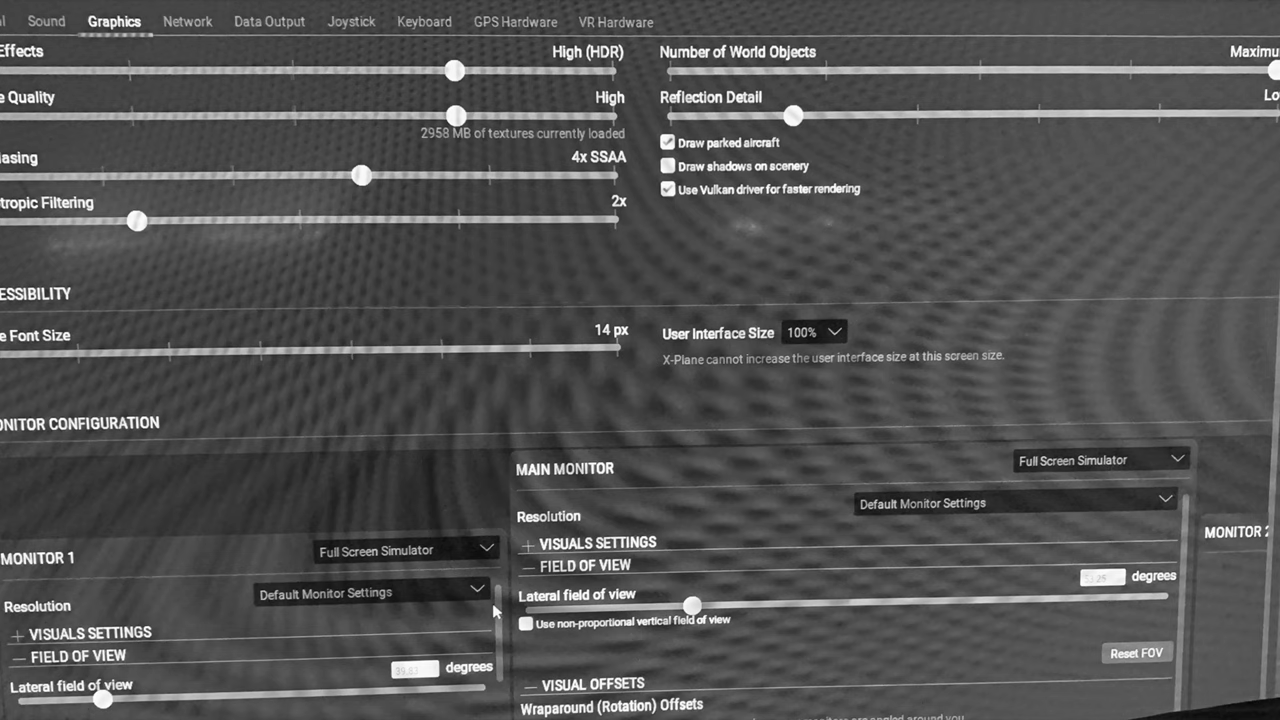 Sound Graphics Network Data Output Joystick Keyboard GPS Hardware VR Hardware
Effects High (HDR)
Number of World Objects Maximu
e Quality High
2958 MB of textures currently loaded
Reflection Detail Lo
asing 4x SSAA
Draw parked aircraft
Draw shadows on scenery
Use Vulkan driver for faster rendering
tropic Filtering 2x
ESSIBILITY
e Font Size 14 px
User Interface Size 100%
X-Plane cannot increase the user interface size at this screen size.
ONITOR CONFIGURATION
MONITOR 1 Full Screen Simulator
Resolution Default Monitor Settings
VISUALS SETTINGS
FIELD OF VIEW
degrees
Lateral field of view
MAIN MONITOR Full Screen Simulator
Default Monitor Settings
Resolution
VISUALS SETTINGS
FIELD OF VIEW
Lateral field of view degrees
Use non-proportional vertical field of view
Reset FOV
VISUAL OFFSETS
Wraparound (Rotation) Offsets
MONITOR 2